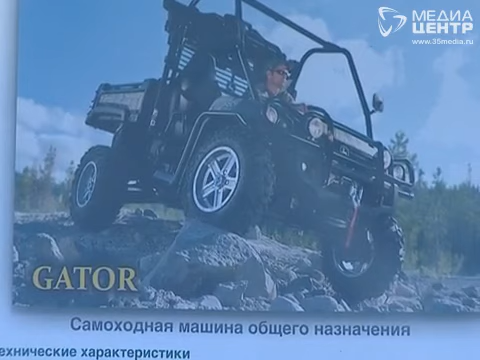 МЕДИА
ЦЕНТР
www.35media.ru
GATOR
Самоходная машина общего назначения
ехнические характеристики